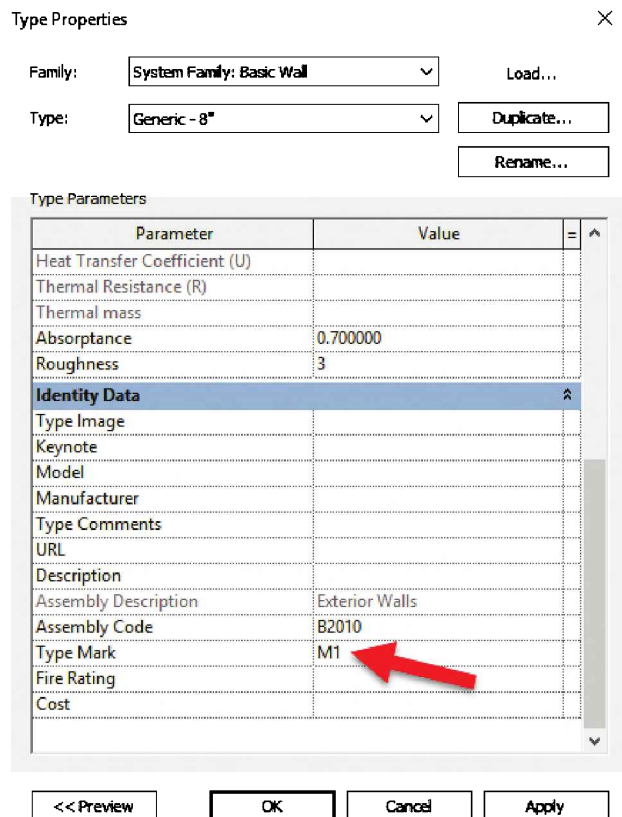 Type Properties
Family: System Family: Basic Wall Load...
Type: Generic - 8" Duplicate...
Rename...
Type Parameters
Parameter Value =
Heat Transfer Coefficient (U)
Thermal Resistance (R)
Thermal mass
Absorptance 0.700000
Roughness 3
Identity Data
Type Image
Keynote
Model
Manufacturer
Type Comments
URL
Description
Assembly Description Exterior Walls
Assembly Code B2010
Type Mark M1
Fire Rating
Cost
<< Preview OK Cancel Apply